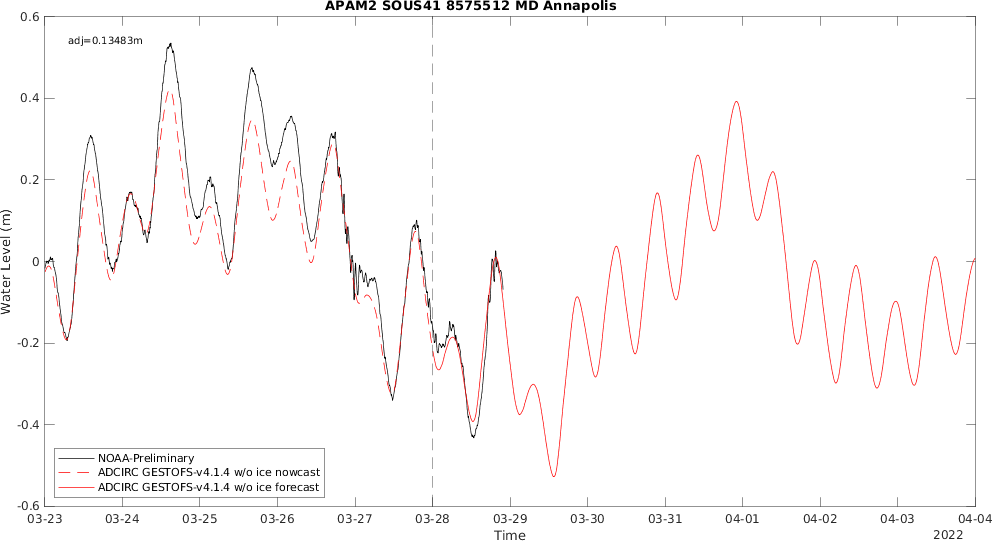 APAM2 SOUS41 8575512 MD Annapolis
adj=0.13483m
0.6
0.4
0.2
0
-0.2
-0.4
-0.6
Water Level (m)
NOAA-Preliminary
ADCIRC GESTOFS-v4.1.4 w/o ice nowcast
ADCIRC GESTOFS-v4.1.4 w/o ice forecast
03-23 03-24 03-25 03-26 03-27 03-28 03-29 03-30 03-31 04-01 04-02 04-03 04-04
Time
2022